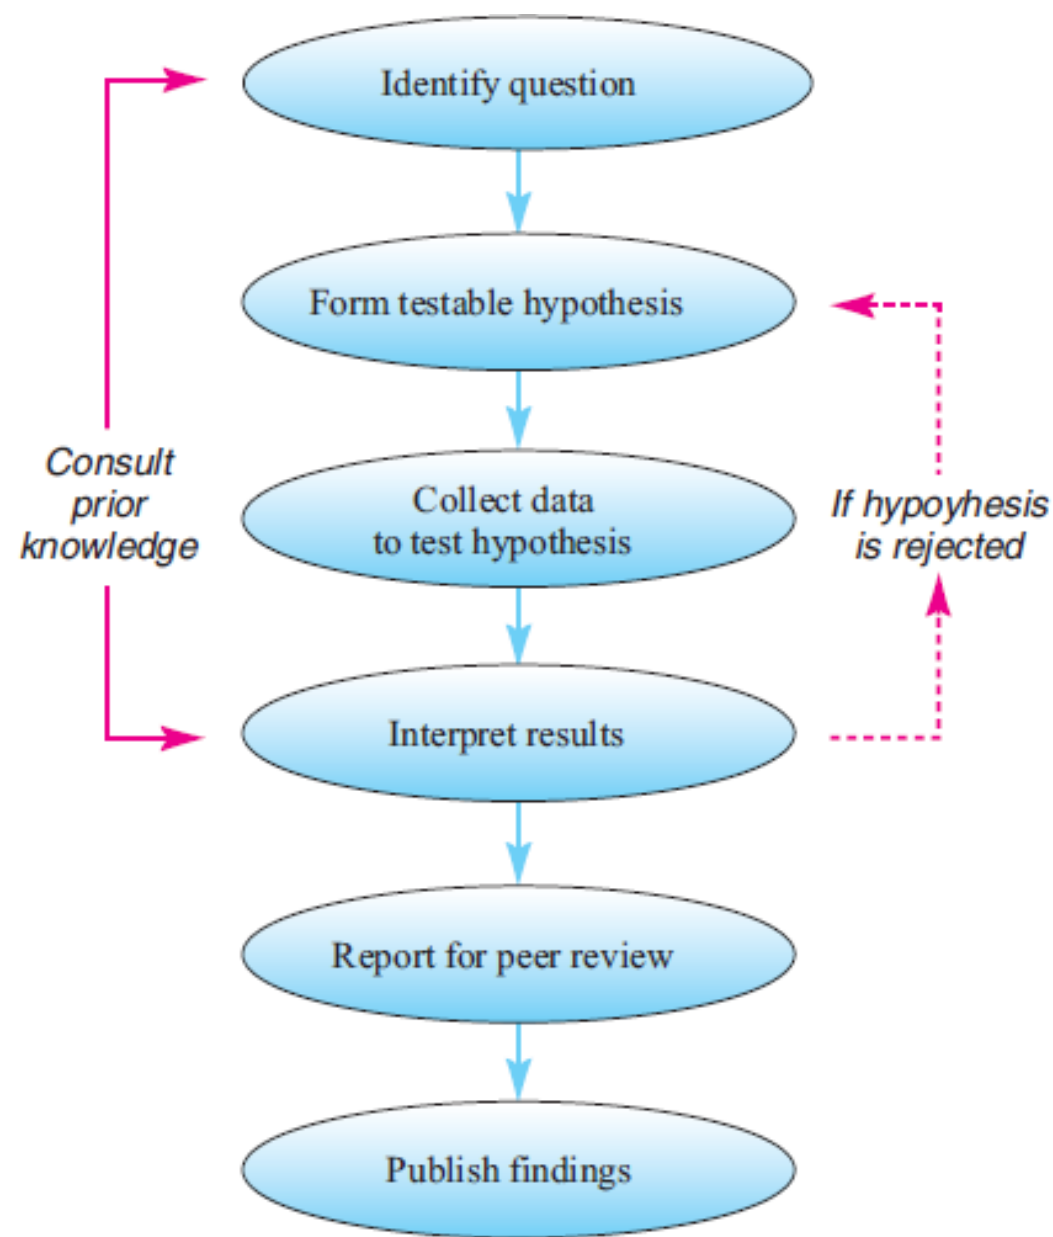 Identify question
Form testable hypothesis
Consult
prior
knowledge
Collect data
to test hypothesis
If hypoyhesis
is rejected
Interpret results
Report for peer review
Publish findings